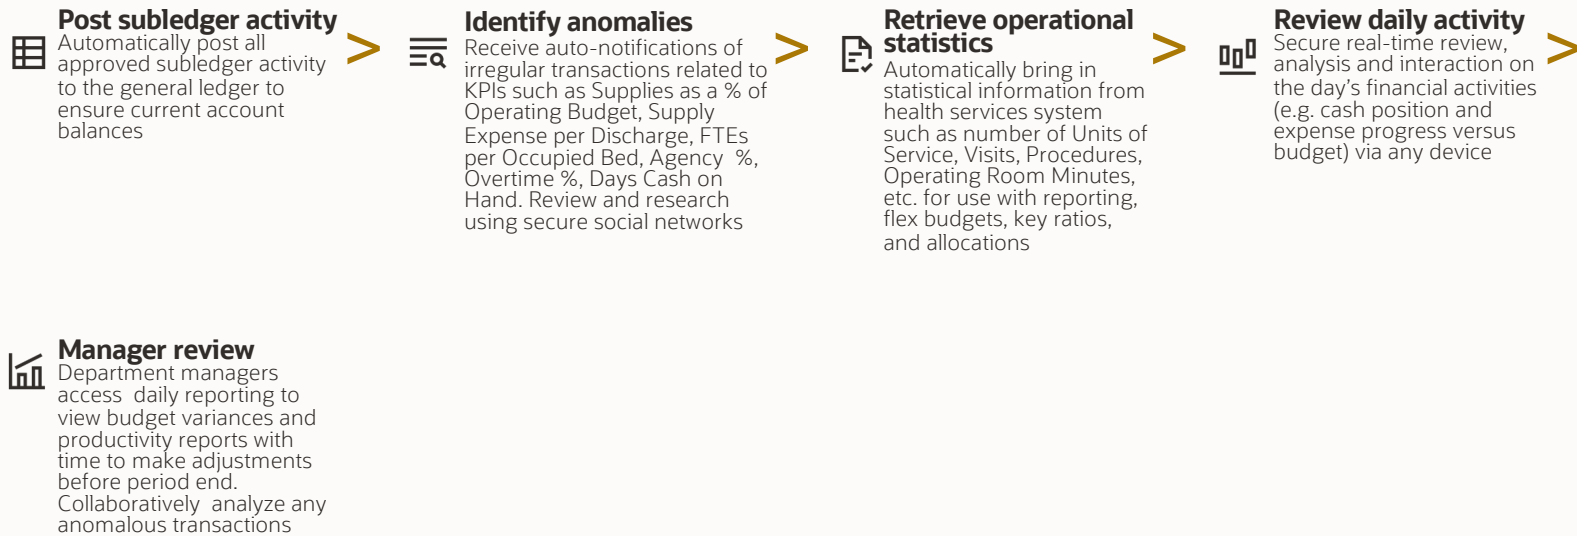 Post subledger activity
Automatically post all
approved subledger activity
to the general ledger to
ensure current account
balances
>
Identify anomalies
Receive auto-notifications of
irregular transactions related to
KPIs such as Supplies as a % of
Operating Budget, Supply
Expense per Discharge, FTEs
per Occupied Bed, Agency  %,
Overtime %, Days Cash on
Hand. Review and research
using secure social networks
>
Retrieve operational
statistics
Automatically bring in
statistical information from
health services system
such as number of Units of
Service, Visits, Procedures,
Operating Room Minutes,
etc. for use with reporting,
flex budgets, key ratios,
and allocations
>
Review daily activity
Secure real-time review,
analysis and interaction on
the day’s financial activities
(e.g. cash position and
expense progress versus
budget) via any device
>
Manager review
Department managers
access  daily reporting to
view budget variances and
productivity reports with
time to make adjustments
before period end.
Collaboratively  analyze any
anomalous transactions